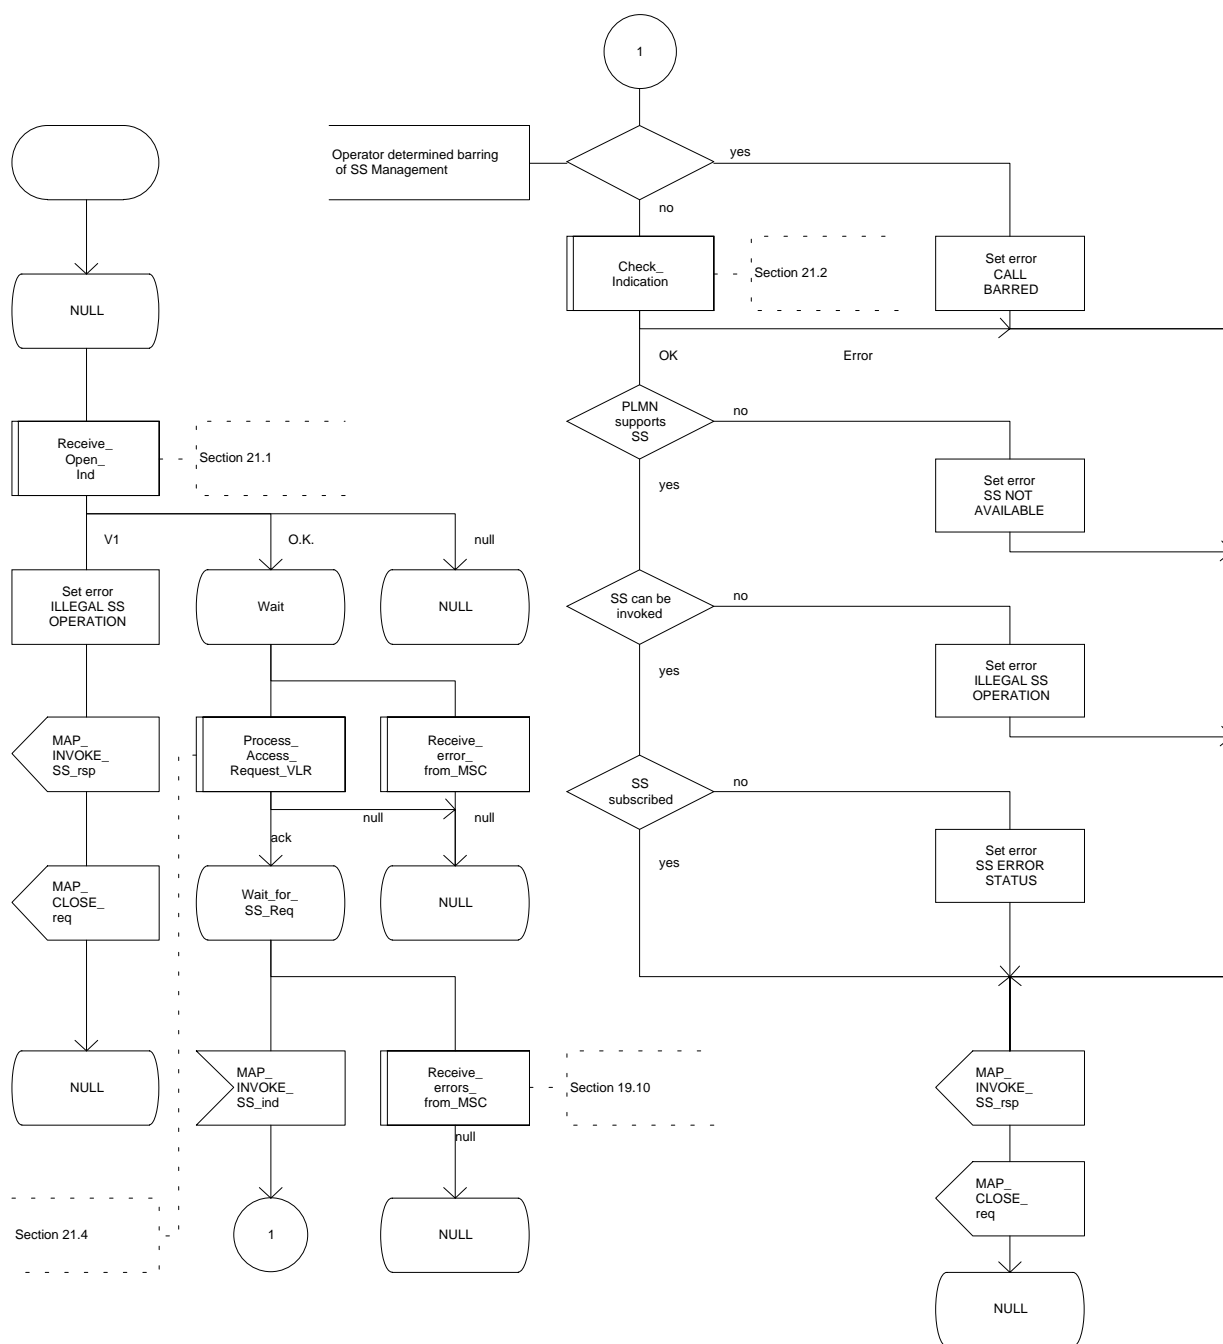 1
Operator determined barring
of SS Management
yes
no
Check_
Indication
Section 21.2
Set error
CALL
BARRED
NULL
OK
Error
PLMN
supports
SS
no
yes
Receive_
Open_
Ind
Section 21.1
Set error
SS NOT
AVAILABLE
V1
O.K.
null
Set error
ILLEGAL SS
OPERATION
Wait
NULL
SS can be
invoked
no
yes
Set error
ILLEGAL SS
OPERATION
MAP_
INVOKE_
SS_rsp
Process_
Access_
Request_VLR
Receive_
error_
from_MSC
SS
subscribed
no
yes
null
null
ack
Set error
SS ERROR
STATUS
MAP_
CLOSE_
req
Wait_for_
SS_Req
NULL
NULL
MAP_
INVOKE_
SS_ind
Receive_
errors_
from_MSC
null
Section 19.10
MAP_
INVOKE_
SS_rsp
Section 21.4
1
NULL
MAP_
CLOSE_
req
NULL